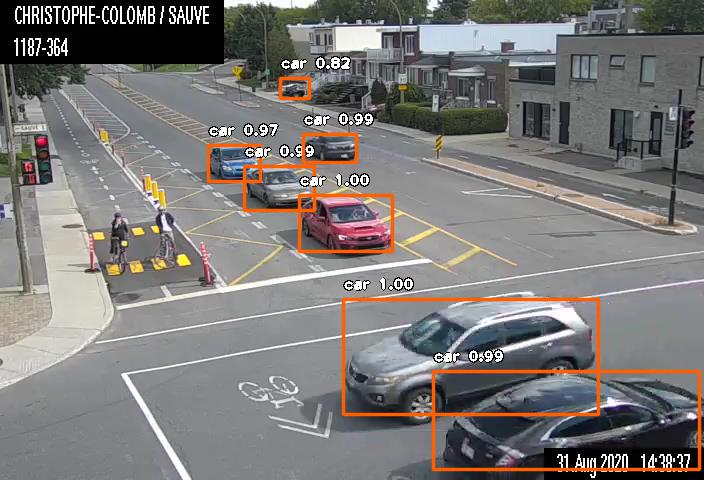 CHRISTOPHE-COLOMB / SAUVE
1187-364
car 0.82
car 0.97
car 0.99
car 0.99
car 1.00
SAUVE
car 1.00
car 0.99
31 Aug 2020 14:38:37